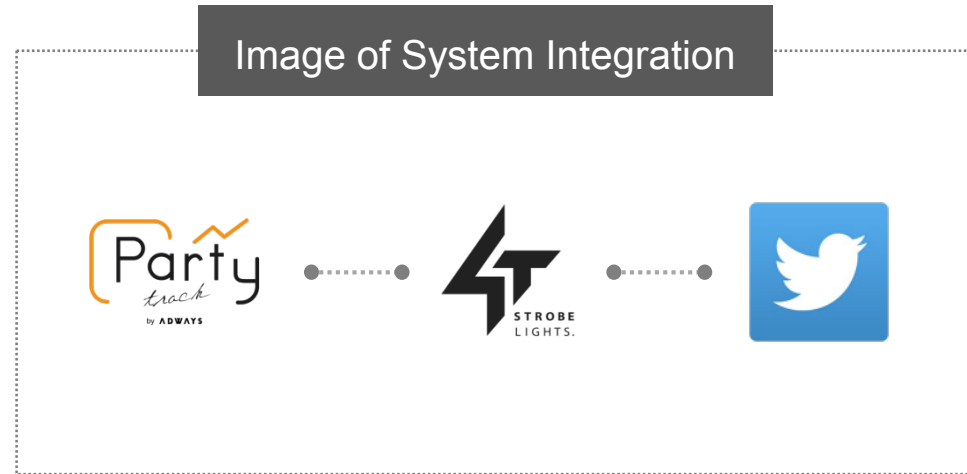 Image of System Integration
Party
track
by ADWAYS
STROBE
LIGHTS.